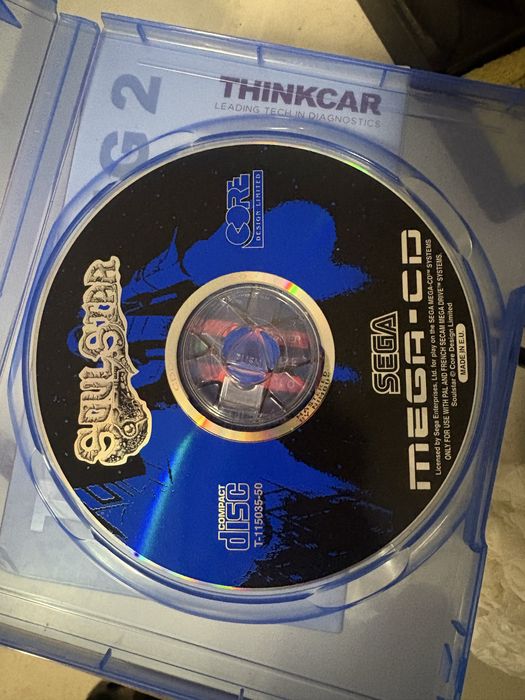 THINKCAR
LEADING TECH IN DIAGNOSTICS
G 2
CORE
DESIGN LIMITED
SOULSTAR
SEGA
MEGA-CD
Licensed by Sega Enterprises, Ltd. for play on the SEGA MEGA-CD™ SYSTEMS
ONLY FOR USE WITH PAL AND FRENCH SECAM MEGA DRIVE™ SYSTEMS.
Soulstar © Core Design Limited
MADE IN E.U.
COMPACT
disc
T-115035-50